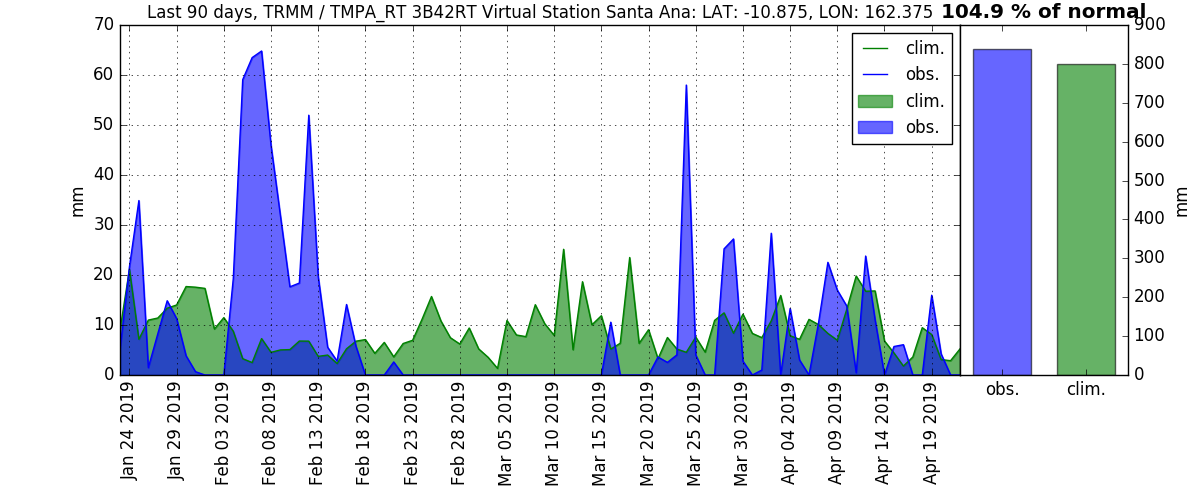 Last 90 days, TRMM / TMPA_RT 3B42RT Virtual Station Santa Ana: LAT: -10.875, LON: 162.375 104.9 % of normal
70
60
50
40
30
20
10
0
mm
clim.
obs.
clim.
obs.
Jan 24 2019
Jan 29 2019
Feb 03 2019
Feb 08 2019
Feb 13 2019
Feb 18 2019
Feb 23 2019
Feb 28 2019
Mar 05 2019
Mar 10 2019
Mar 15 2019
Mar 20 2019
Mar 25 2019
Mar 30 2019
Apr 04 2019
Apr 09 2019
Apr 14 2019
Apr 19 2019
900
800
700
600
500
400
300
200
100
0
mm
obs. clim.